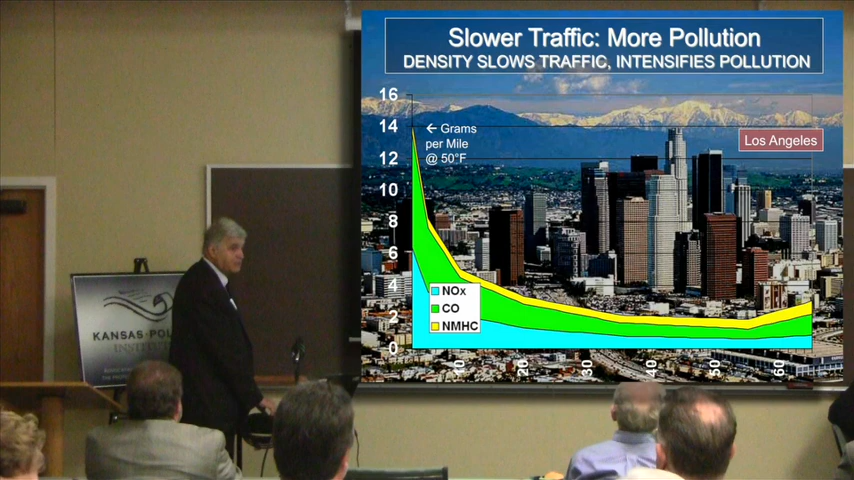 Slower Traffic: More Pollution
DENSITY SLOWS TRAFFIC, INTENSIFIES POLLUTION
16
14
12
10
8
6
4
2
0
← Grams
per Mile
@ 50°F
Los Angeles
NOx
CO
NMHC
10
20
30
40
50
60
KANSAS
INSTITUTE